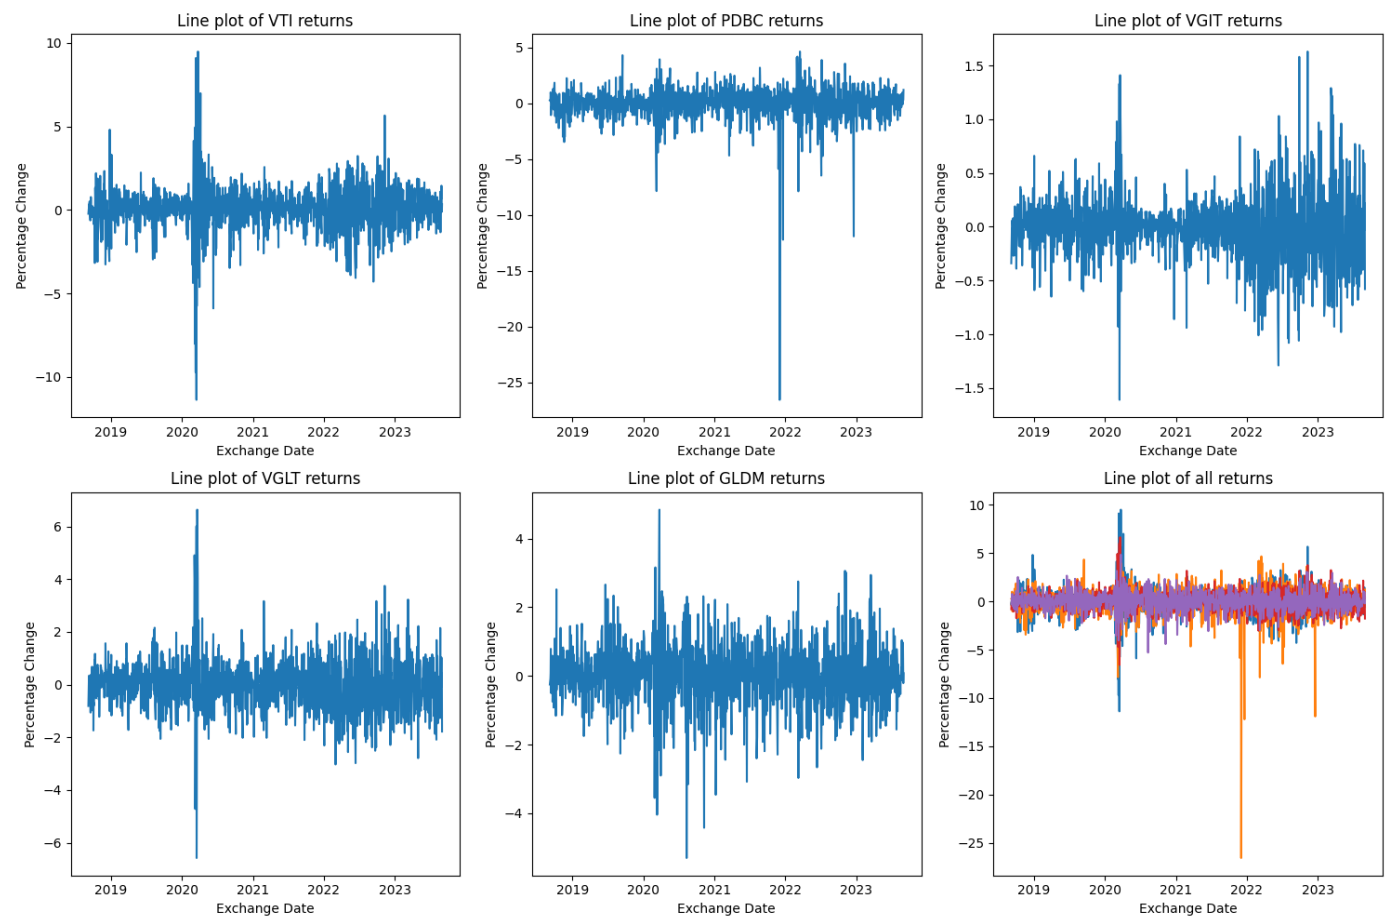 Line plot of VTI returns
10
5
0
−5
−10
Percentage Change
2019 2020 2021 2022 2023
Exchange Date
Line plot of PDBC returns
5
0
−5
−10
−15
−20
−25
Percentage Change
2019 2020 2021 2022 2023
Exchange Date
Line plot of VGIT returns
1.5
1.0
0.5
0.0
−0.5
−1.0
−1.5
Percentage Change
2019 2020 2021 2022 2023
Exchange Date
Line plot of VGLT returns
6
4
2
0
−2
−4
−6
Percentage Change
2019 2020 2021 2022 2023
Exchange Date
Line plot of GLDM returns
4
2
0
−2
−4
Percentage Change
2019 2020 2021 2022 2023
Exchange Date
Line plot of all returns
10
5
0
−5
−10
−15
−20
−25
Percentage Change
2019 2020 2021 2022 2023
Exchange Date